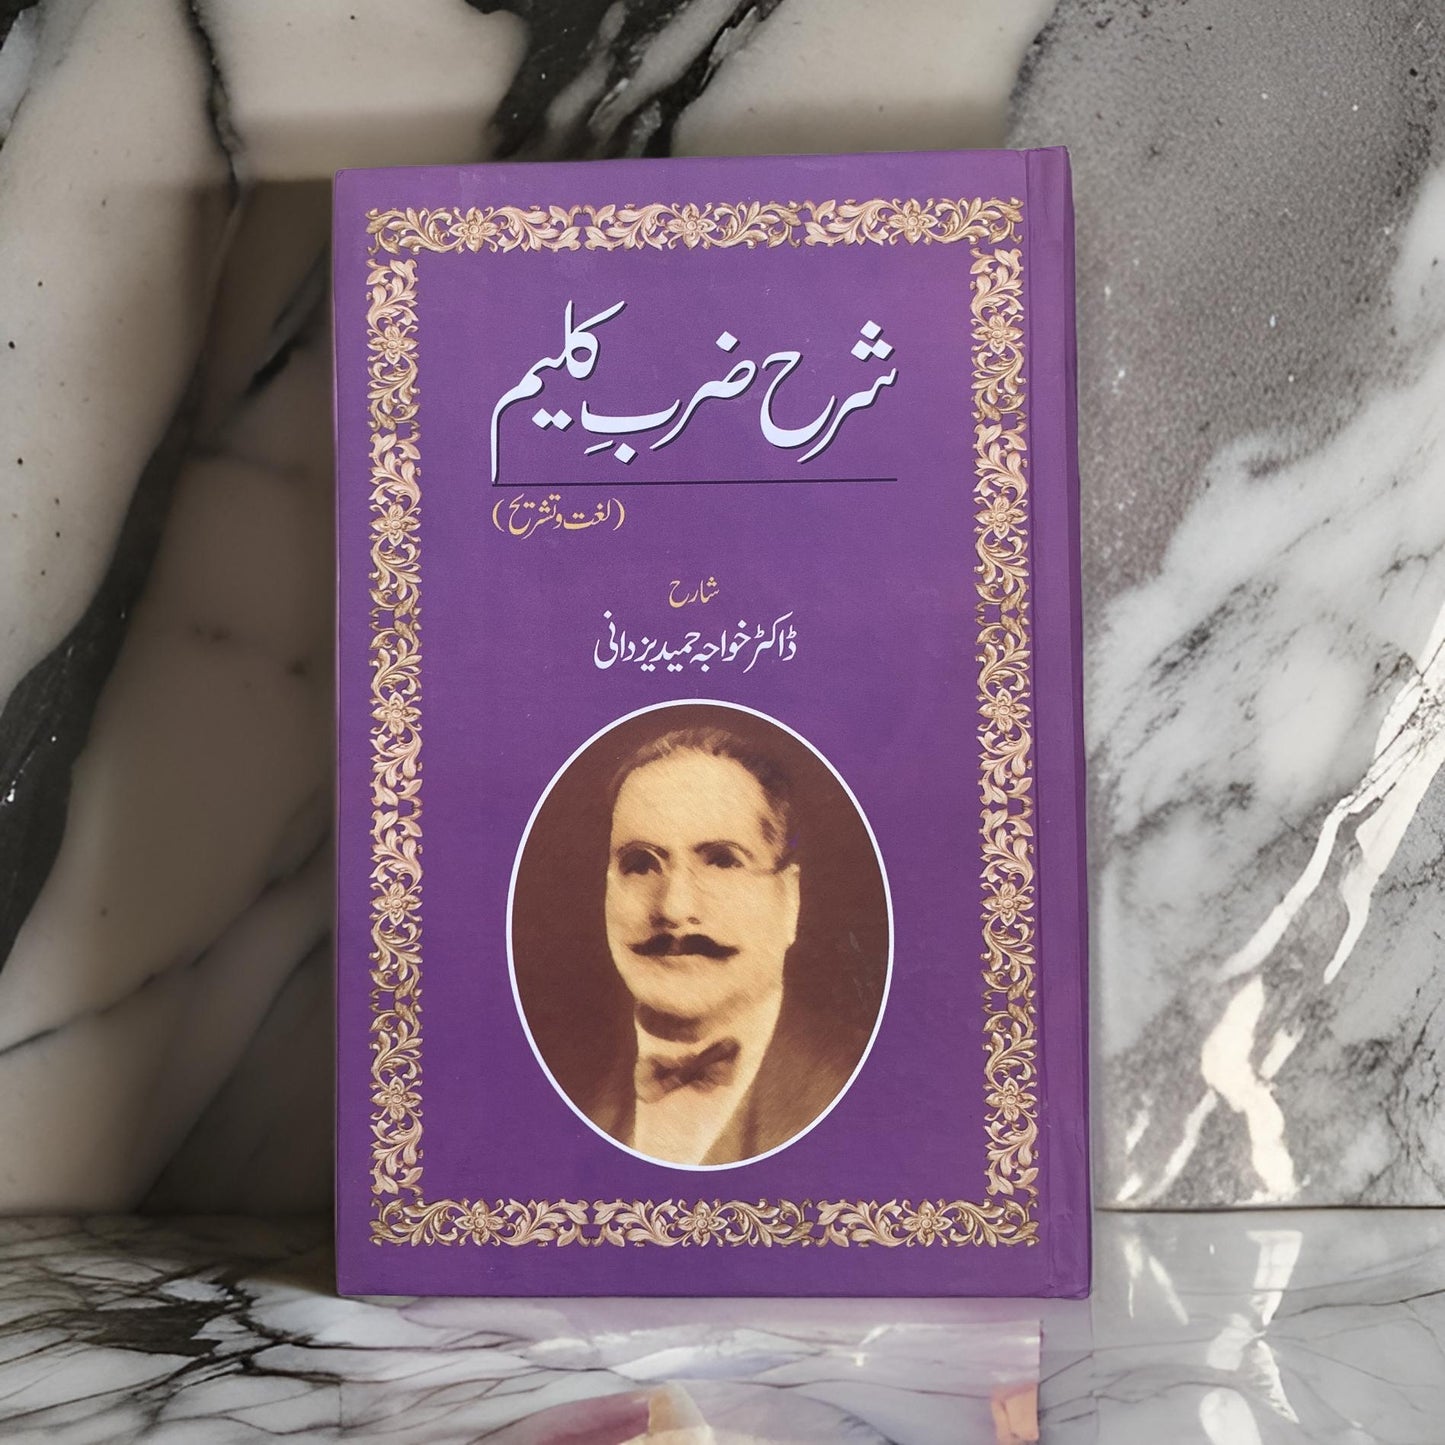 شرح ضربِ کلیم
(لغت و تشریح)
شارح
ڈاکٹر خواجہ حمید یزدانی